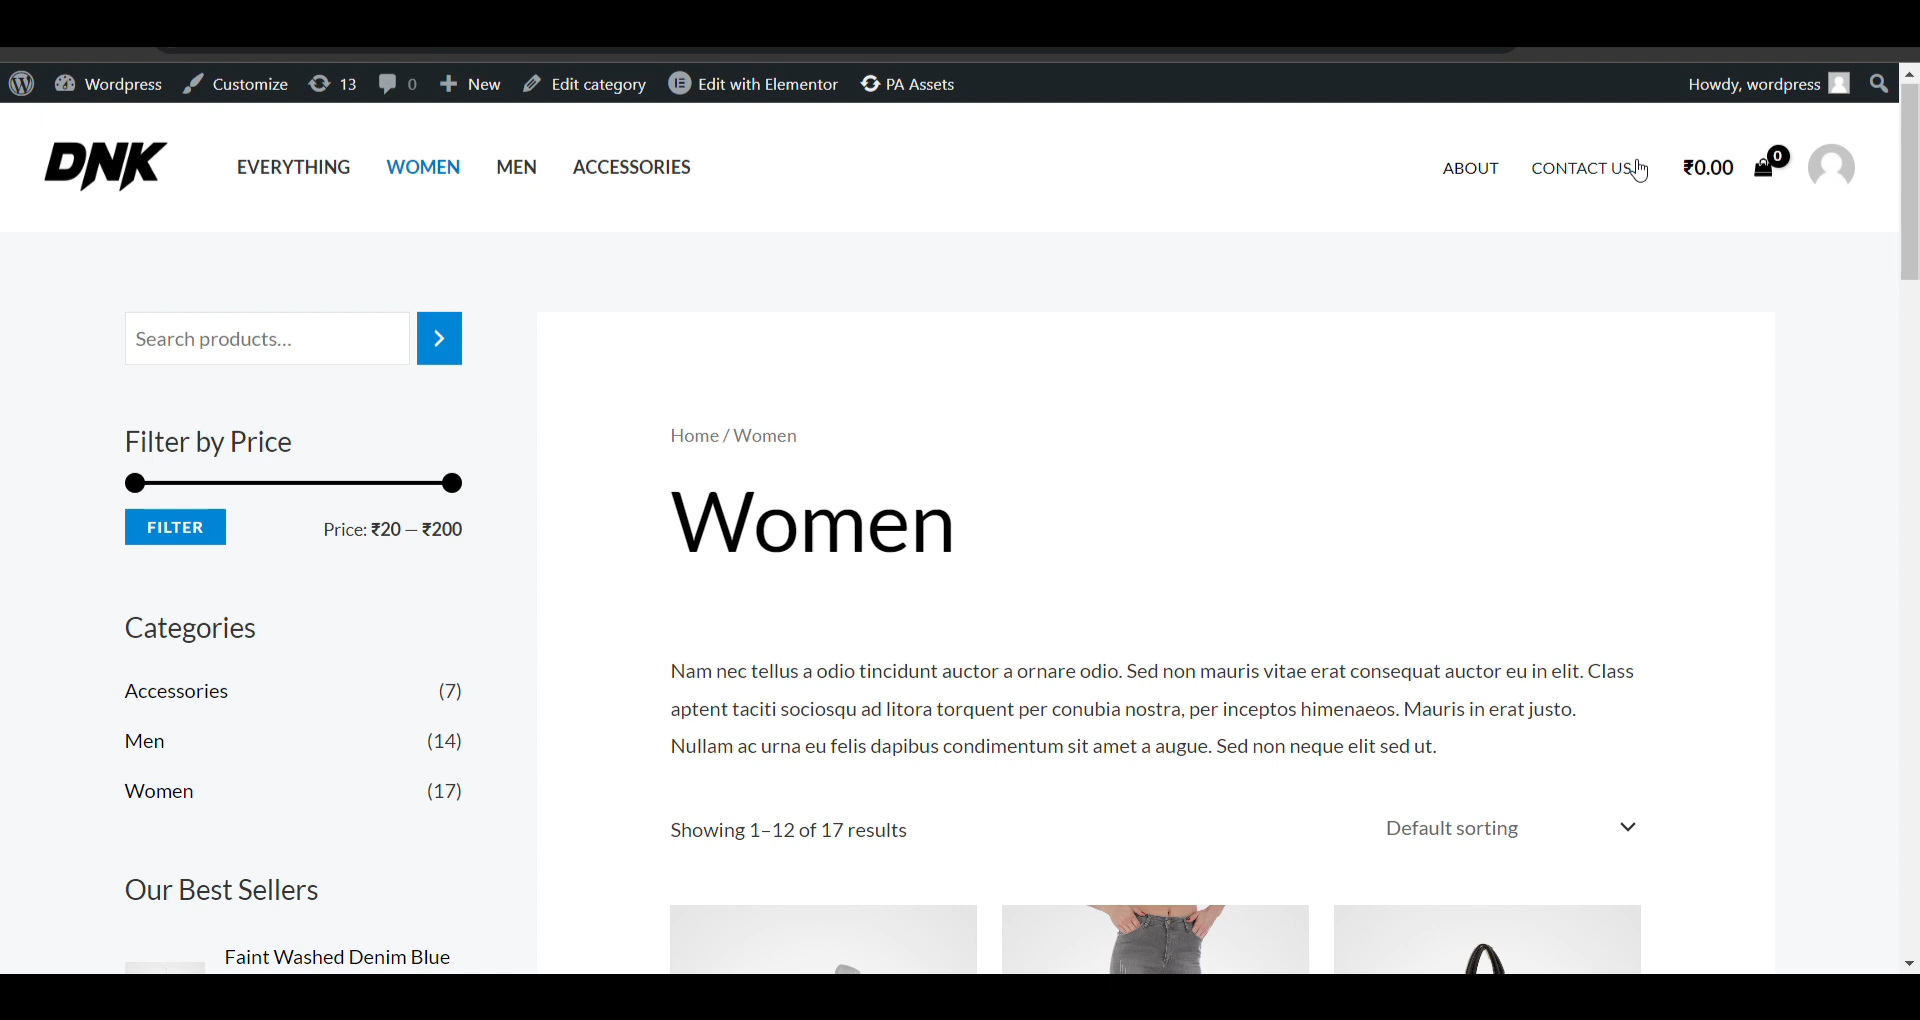 Wordpress Customize 13 0 New Edit category Edit with Elementor PA Assets Howdy, wordpress
DNK EVERYTHING WOMEN MEN ACCESSORIES ABOUT CONTACT US ₹0.00 0
Search products...
Filter by Price
FILTER Price: ₹20 — ₹200
Categories
Accessories (7)
Men (14)
Women (17)
Our Best Sellers
Faint Washed Denim Blue
Home / Women
Women
Nam nec tellus a odio tincidunt auctor a ornare odio. Sed non mauris vitae erat consequat auctor eu in elit. Class
aptent taciti sociosqu ad litora torquent per conubia nostra, per inceptos himenaeos. Mauris in erat justo.
Nullam ac urna eu felis dapibus condimentum sit amet a augue. Sed non neque elit sed ut.
Showing 1–12 of 17 results Default sorting